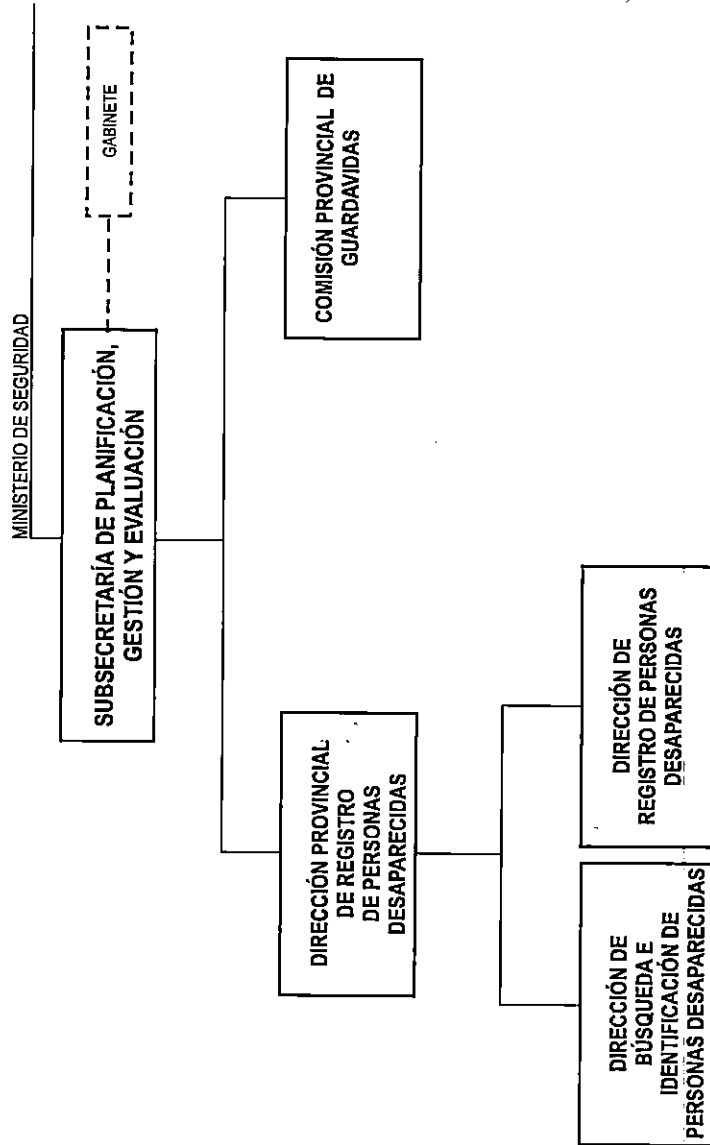 MINISTERIO DE SEGURIDAD
SUBSECRETARÍA DE PLANIFICACIÓN,
GESTIÓN Y EVALUACIÓN
GABINETE
DIRECCIÓN PROVINCIAL
DE REGISTRO
DE PERSONAS
DESAPARECIDAS
COMISIÓN PROVINCIAL DE
GUARDAVIDAS
DIRECCIÓN DE
BÚSQUEDA E
IDENTIFICACIÓN DE
PERSONAS DESAPARECIDAS
DIRECCIÓN DE
REGISTRO DE PERSONAS
DESAPARECIDAS